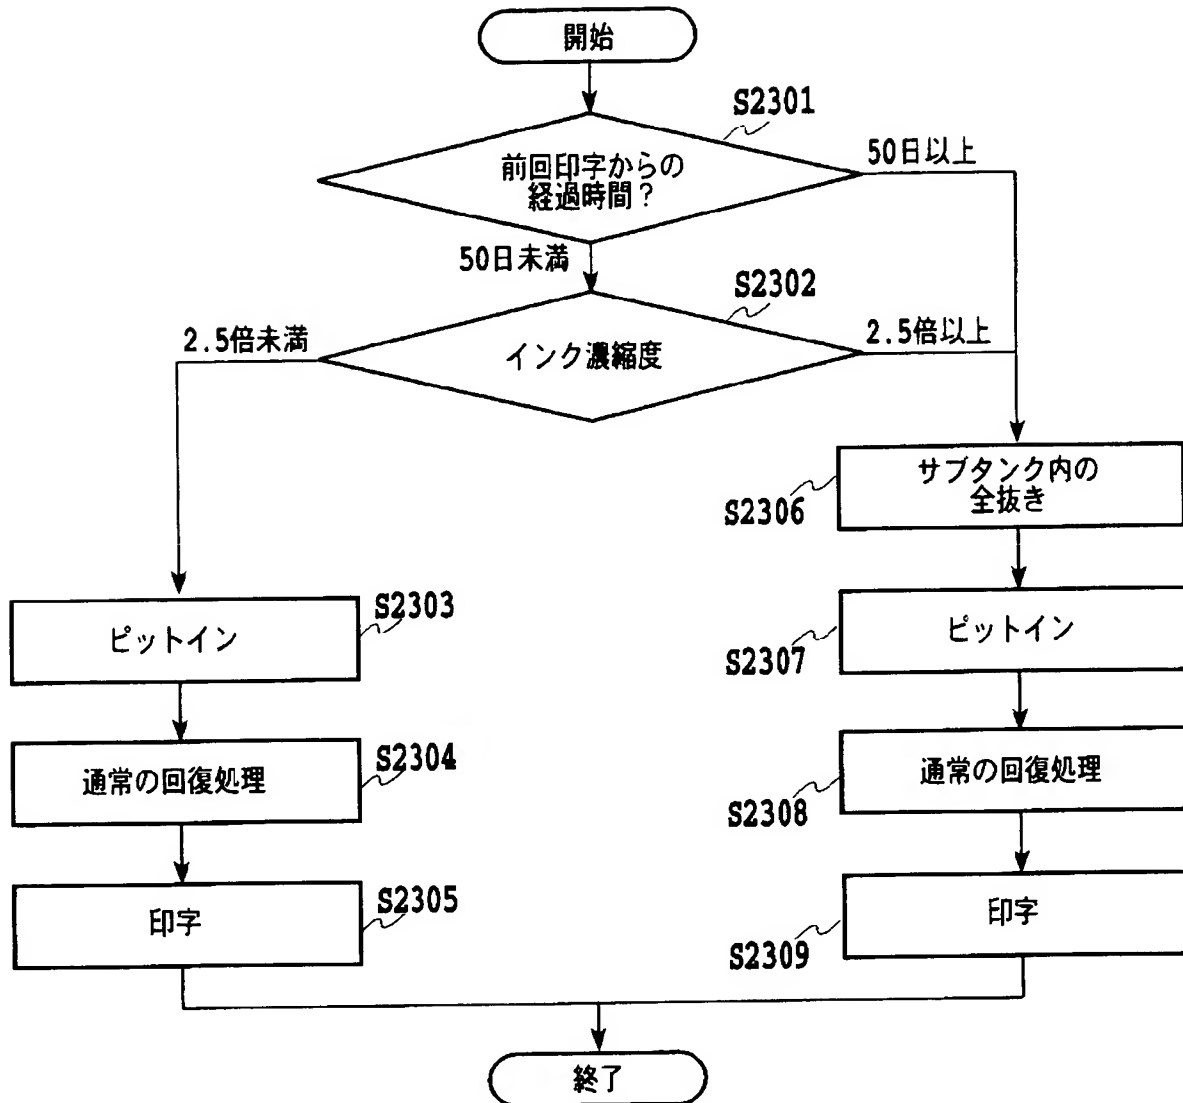 開始
S2301
前回印字からの
経過時間?
50日以上
50日未満
S2302
2.5倍未満
インク濃縮度
2.5倍以上
サブタンク内の
全抜き
S2306
ピットイン
S2303
ピットイン
S2307
通常の回復処理
S2304
通常の回復処理
S2308
印字
S2305
印字
S2309
終了